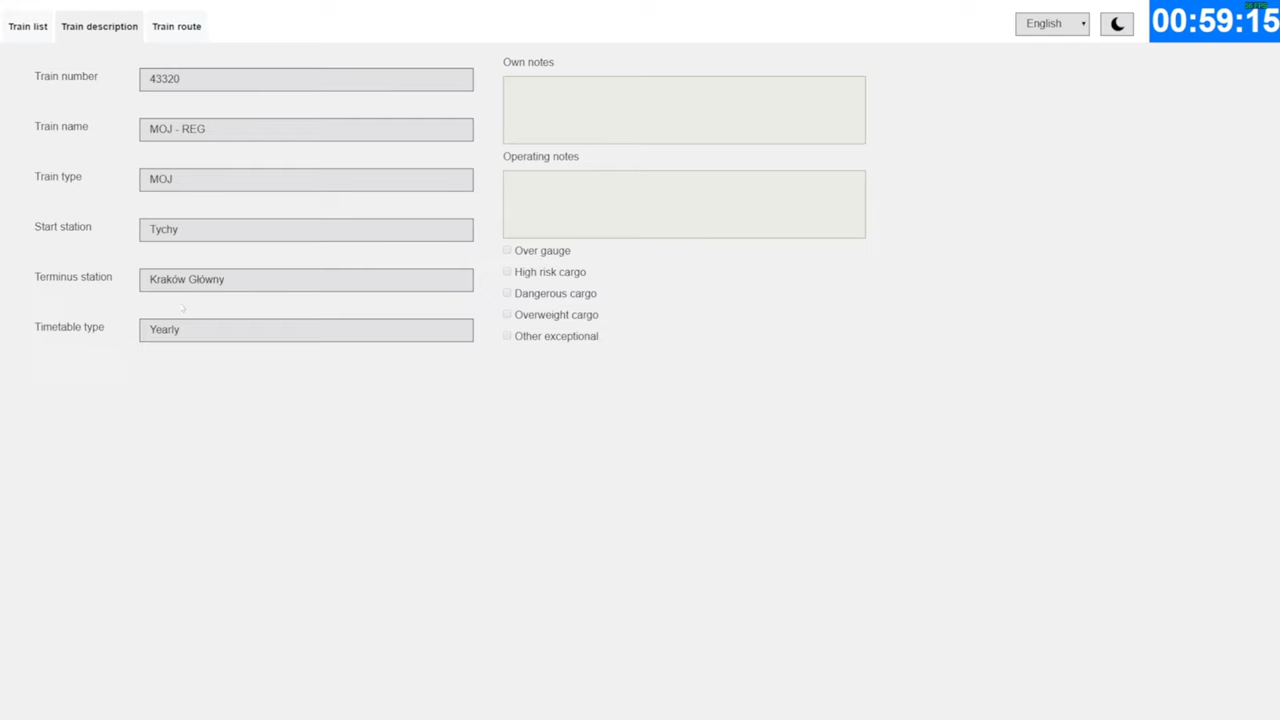 Train list
Train description
Train route
English
00:59:15
Train number
43320
Train name
MOJ - REG
Train type
MOJ
Start station
Tychy
Terminus station
Kraków Główny
Timetable type
Yearly
Own notes
Operating notes
Over gauge
High risk cargo
Dangerous cargo
Overweight cargo
Other exceptional